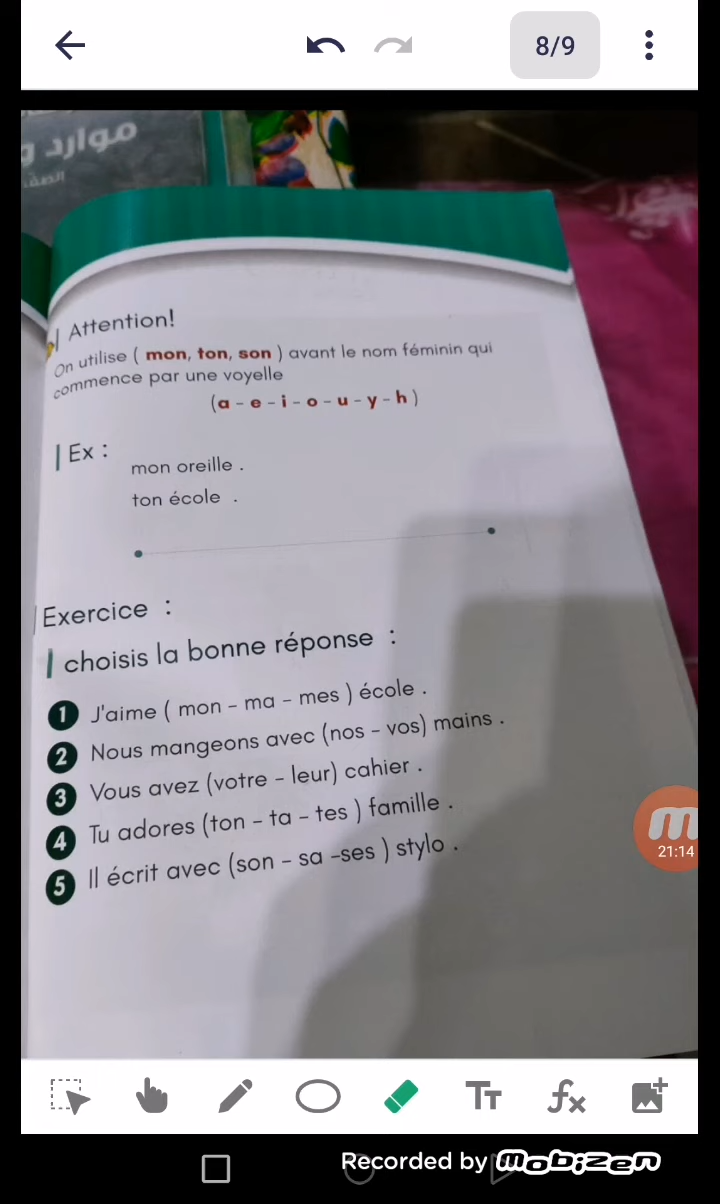 8/9
موارد و
الصف
Attention!
On utilise ( mon, ton, son ) avant le nom féminin qui
commence par une voyelle
(a - e - i - o - u - y - h )
Ex :
mon oreille .
ton école .
Exercice :
choisis la bonne réponse :
1 J'aime ( mon - ma - mes ) école .
2 Nous mangeons avec (nos - vos) mains .
3 Vous avez (votre - leur) cahier .
4 Tu adores (ton - ta - tes ) famille .
5 Il écrit avec (son - sa -ses ) stylo .
21:14
TT
fx
Recorded by Mobizen